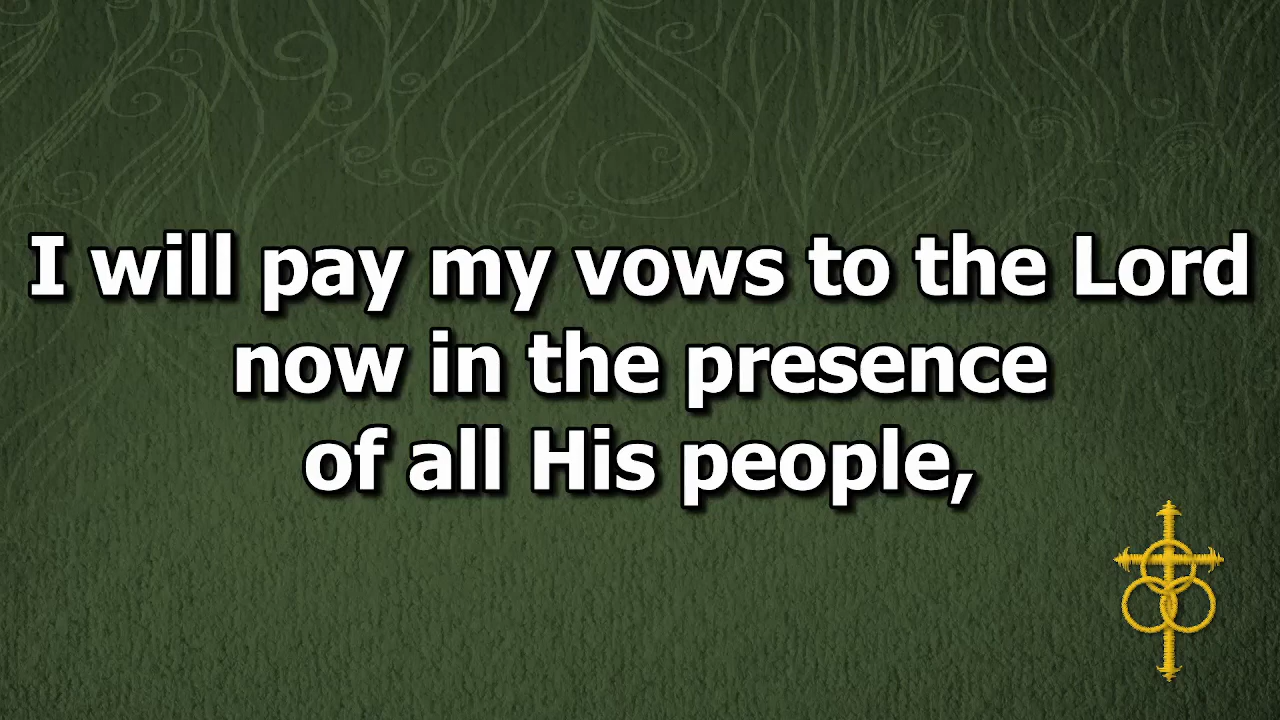 I will pay my vows to the Lord
now in the presence
of all His people,